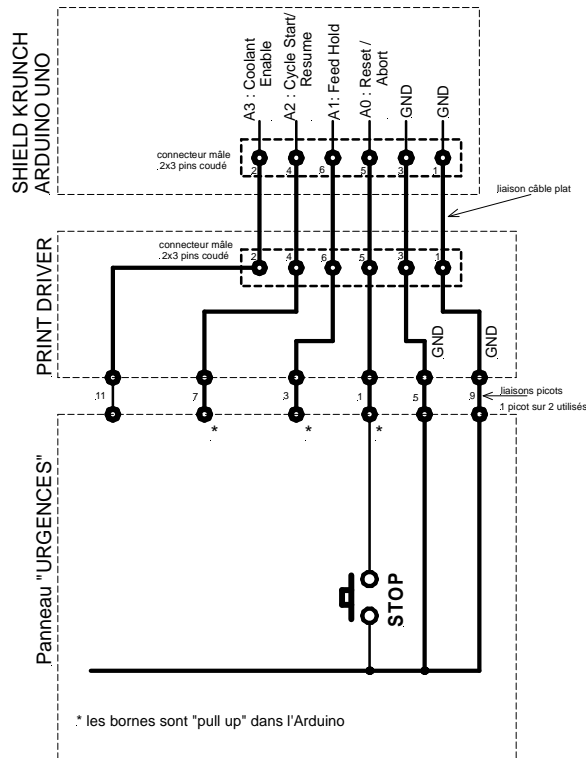 SHIELD KRUNCH
ARDUINO UNO
A3 : Coolant
Enable
A2 : Cycle Start/
Resume
A1: Feed Hold
A0 : Reset /
Abort
GND
GND
connecteur mâle
2x3 pins coudé
2
4
6
5
3
1
liaison câble plat
PRINT DRIVER
connecteur mâle
2x3 pins coudé
2
4
6
5
3
1
GND
GND
11
7
3
1
5
9
liaisons picots
1 picot sur 2 utilisés
*
*
*
Panneau "URGENCES"
STOP
* les bornes sont "pull up" dans l'Arduino